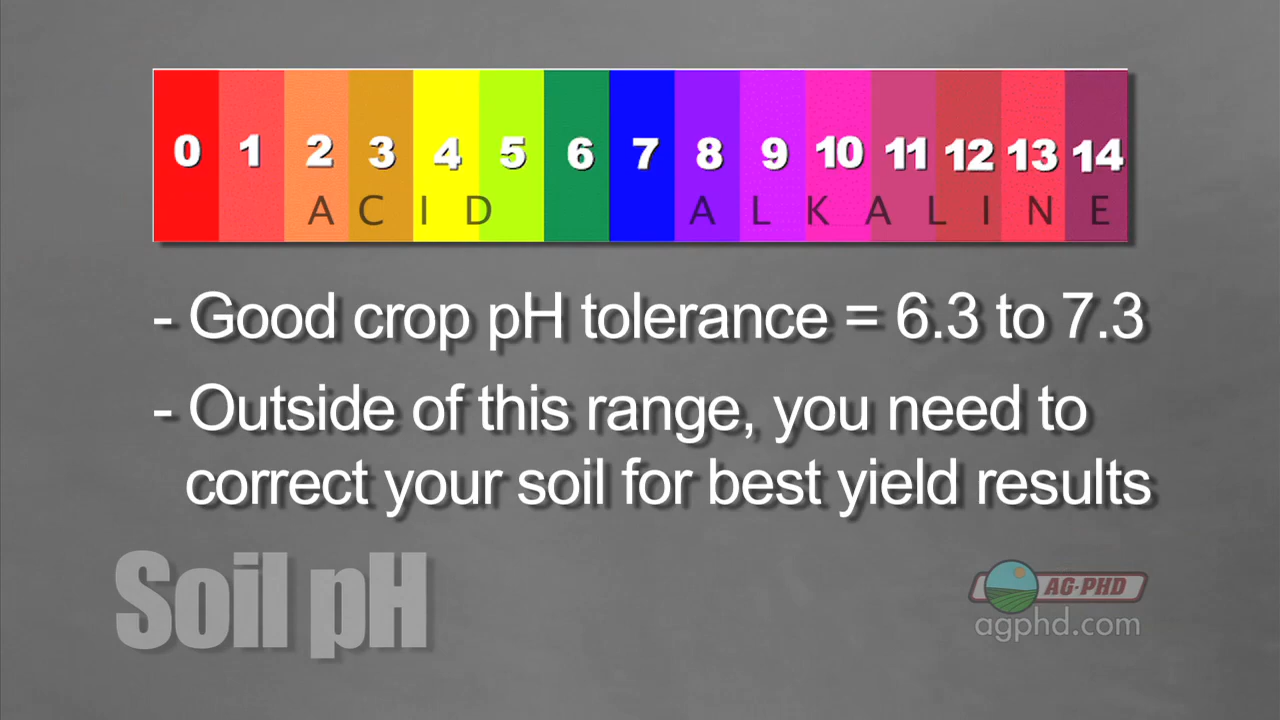 0 1 2 3 4 5 6 7 8 9 10 11 12 13 14
ACID ALKALINE
- Good crop pH tolerance = 6.3 to 7.3
- Outside of this range, you need to
correct your soil for best yield results
Soil pH
AG-PHD
agphd.com